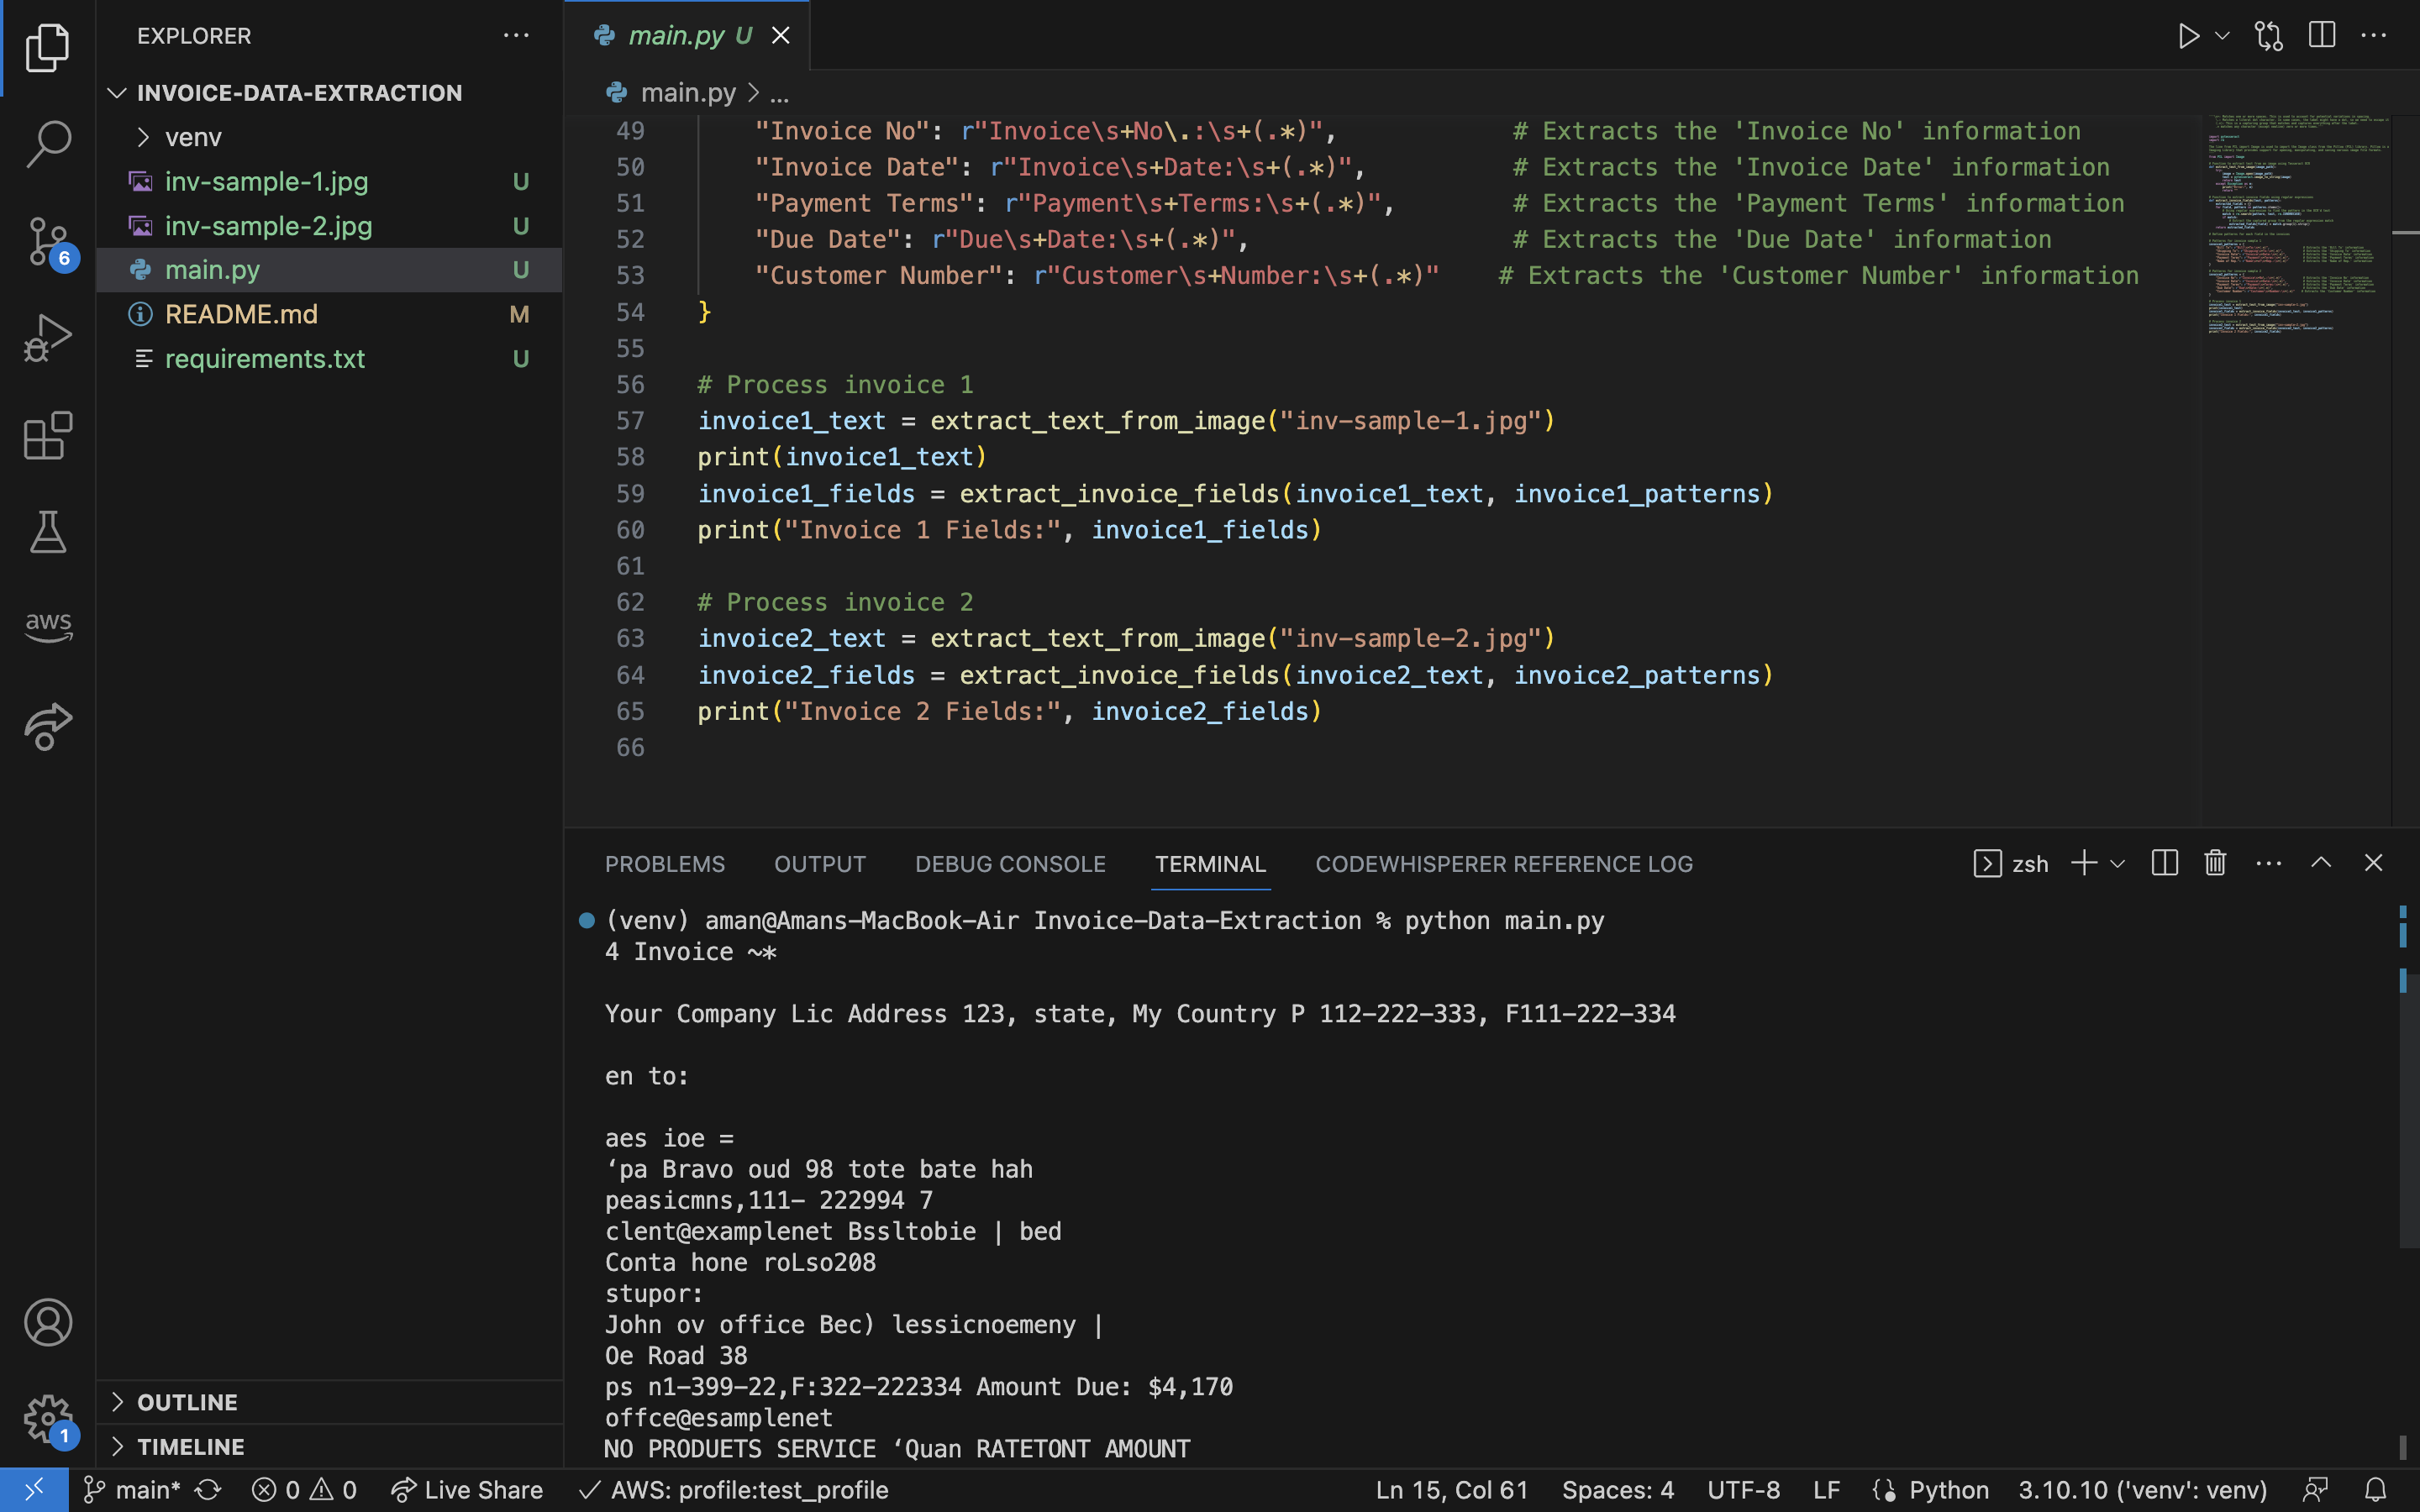 EXPLORER
INVOICE-DATA-EXTRACTION
venv
inv-sample-1.jpg U
inv-sample-2.jpg U
main.py U
README.md M
requirements.txt U
6
aws
1
OUTLINE
TIMELINE
main.py U
main.py > ...
49 "Invoice No": r"Invoice\s+No\.:\s+(.*)", # Extracts the 'Invoice No' information
50 "Invoice Date": r"Invoice\s+Date:\s+(.*)", # Extracts the 'Invoice Date' information
51 "Payment Terms": r"Payment\s+Terms:\s+(.*)", # Extracts the 'Payment Terms' information
52 "Due Date": r"Due\s+Date:\s+(.*)", # Extracts the 'Due Date' information
53 "Customer Number": r"Customer\s+Number:\s+(.*)" # Extracts the 'Customer Number' information
54 }
55
56 # Process invoice 1
57 invoice1_text = extract_text_from_image("inv-sample-1.jpg")
58 print(invoice1_text)
59 invoice1_fields = extract_invoice_fields(invoice1_text, invoice1_patterns)
60 print("Invoice 1 Fields:", invoice1_fields)
61
62 # Process invoice 2
63 invoice2_text = extract_text_from_image("inv-sample-2.jpg")
64 invoice2_fields = extract_invoice_fields(invoice2_text, invoice2_patterns)
65 print("Invoice 2 Fields:", invoice2_fields)
66
PROBLEMS OUTPUT DEBUG CONSOLE TERMINAL CODEWHISPERER REFERENCE LOG zsh
(venv) aman@Amans-MacBook-Air Invoice-Data-Extraction % python main.py
4 Invoice ~*
Your Company Lic Address 123, state, My Country P 112-222-333, F111-222-334
en to:
aes ioe =
‘pa Bravo oud 98 tote bate hah
peasicmns,111- 222994 7
clent@examplenet Bssltobie | bed
Conta hone roLso208
stupor:
John ov office Bec) lessicnoemeny |
Oe Road 38
ps n1-399-22,F:322-222334 Amount Due: $4,170
offce@esamplenet
NO PRODUETS SERVICE ‘Quan RATETONT AMOUNT
main* 0 0 Live Share AWS: profile:test_profile Ln 15, Col 61 Spaces: 4 UTF-8 LF Python 3.10.10 ('venv': venv)